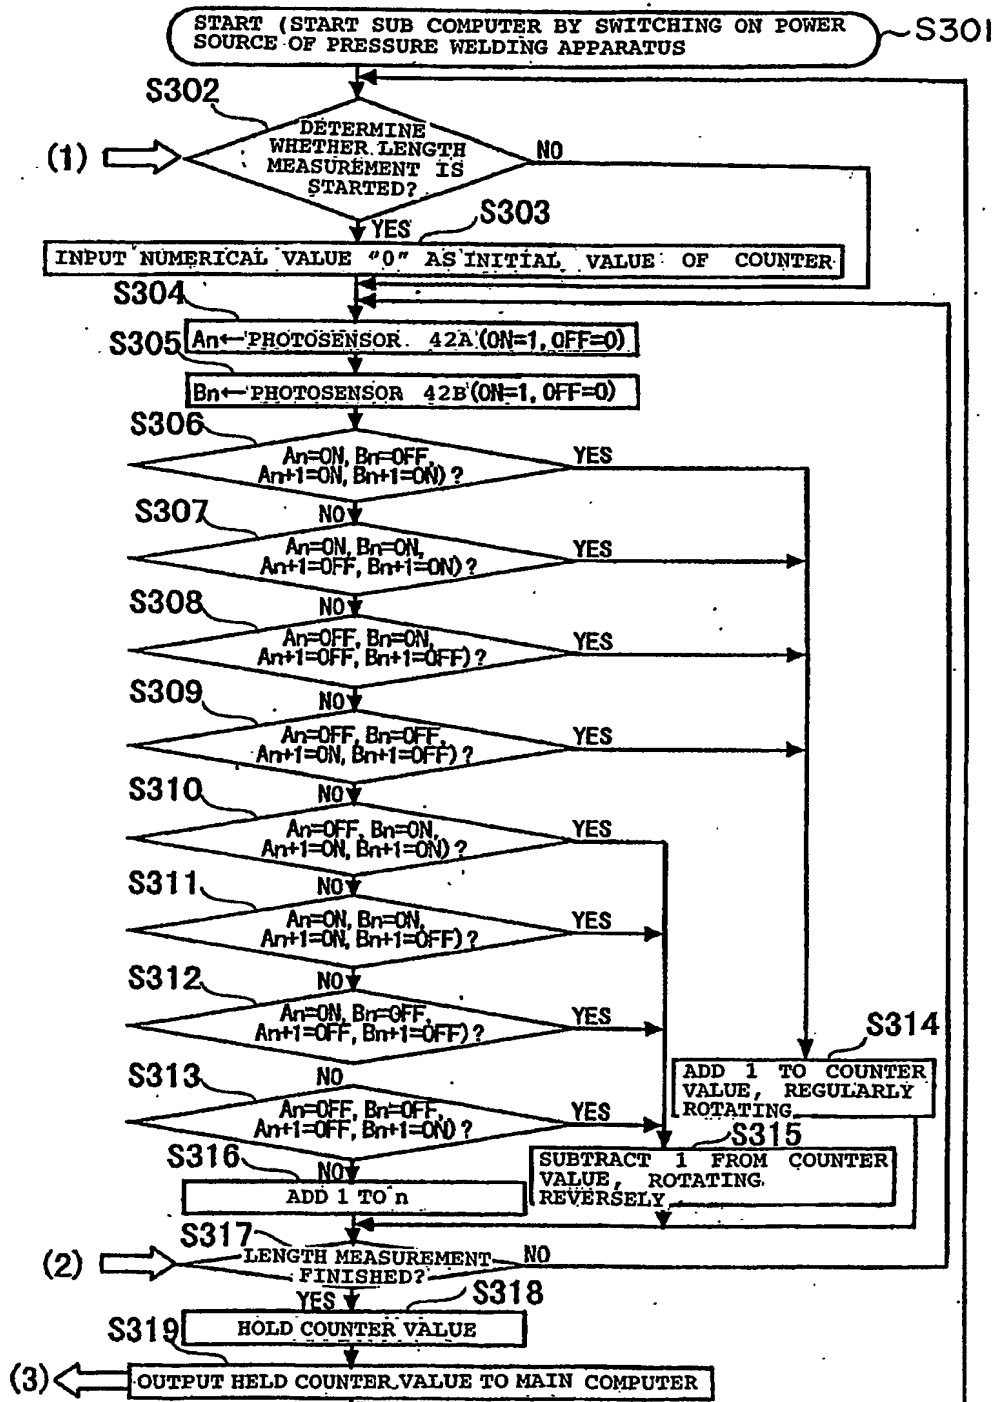 START (START SUB COMPUTER BY SWITCHING ON POWER
SOURCE OF PRESSURE WELDING APPARATUS
S301
S302
DETERMINE
WHETHER LENGTH
MEASUREMENT IS
STARTED?
(1)
NO
YES
S303
INPUT NUMERICAL VALUE "0" AS INITIAL VALUE OF COUNTER
S304
An←PHOTOSENSOR 42A (ON=1, OFF=0)
S305
Bn←PHOTOSENSOR 42B (ON=1, OFF=0)
S306
An=ON, Bn=OFF,
An+1=ON, Bn+1=ON)?
YES
NO
S307
An=ON, Bn=ON,
An+1=OFF, Bn+1=ON)?
YES
NO
S308
An=OFF, Bn=ON,
An+1=OFF, Bn+1=OFF)?
YES
NO
S309
An=OFF, Bn=OFF,
An+1=ON, Bn+1=OFF)?
YES
NO
S310
An=OFF, Bn=ON,
An+1=ON, Bn+1=ON)?
YES
NO
S311
An=ON, Bn=ON,
An+1=ON, Bn+1=OFF)?
YES
NO
S312
An=ON, Bn=OFF,
An+1=OFF, Bn+1=OFF)?
YES
NO
S313
An=OFF, Bn=OFF,
An+1=OFF, Bn+1=ON)?
YES
NO
S314
ADD 1 TO COUNTER
VALUE, REGULARLY
ROTATING
S315
SUBTRACT 1 FROM COUNTER
VALUE, ROTATING
REVERSELY
S316
ADD 1 TO n
S317
(2)
LENGTH MEASUREMENT
FINISHED?
NO
YES
S318
HOLD COUNTER VALUE
S319
(3)
OUTPUT HELD COUNTER VALUE TO MAIN COMPUTER